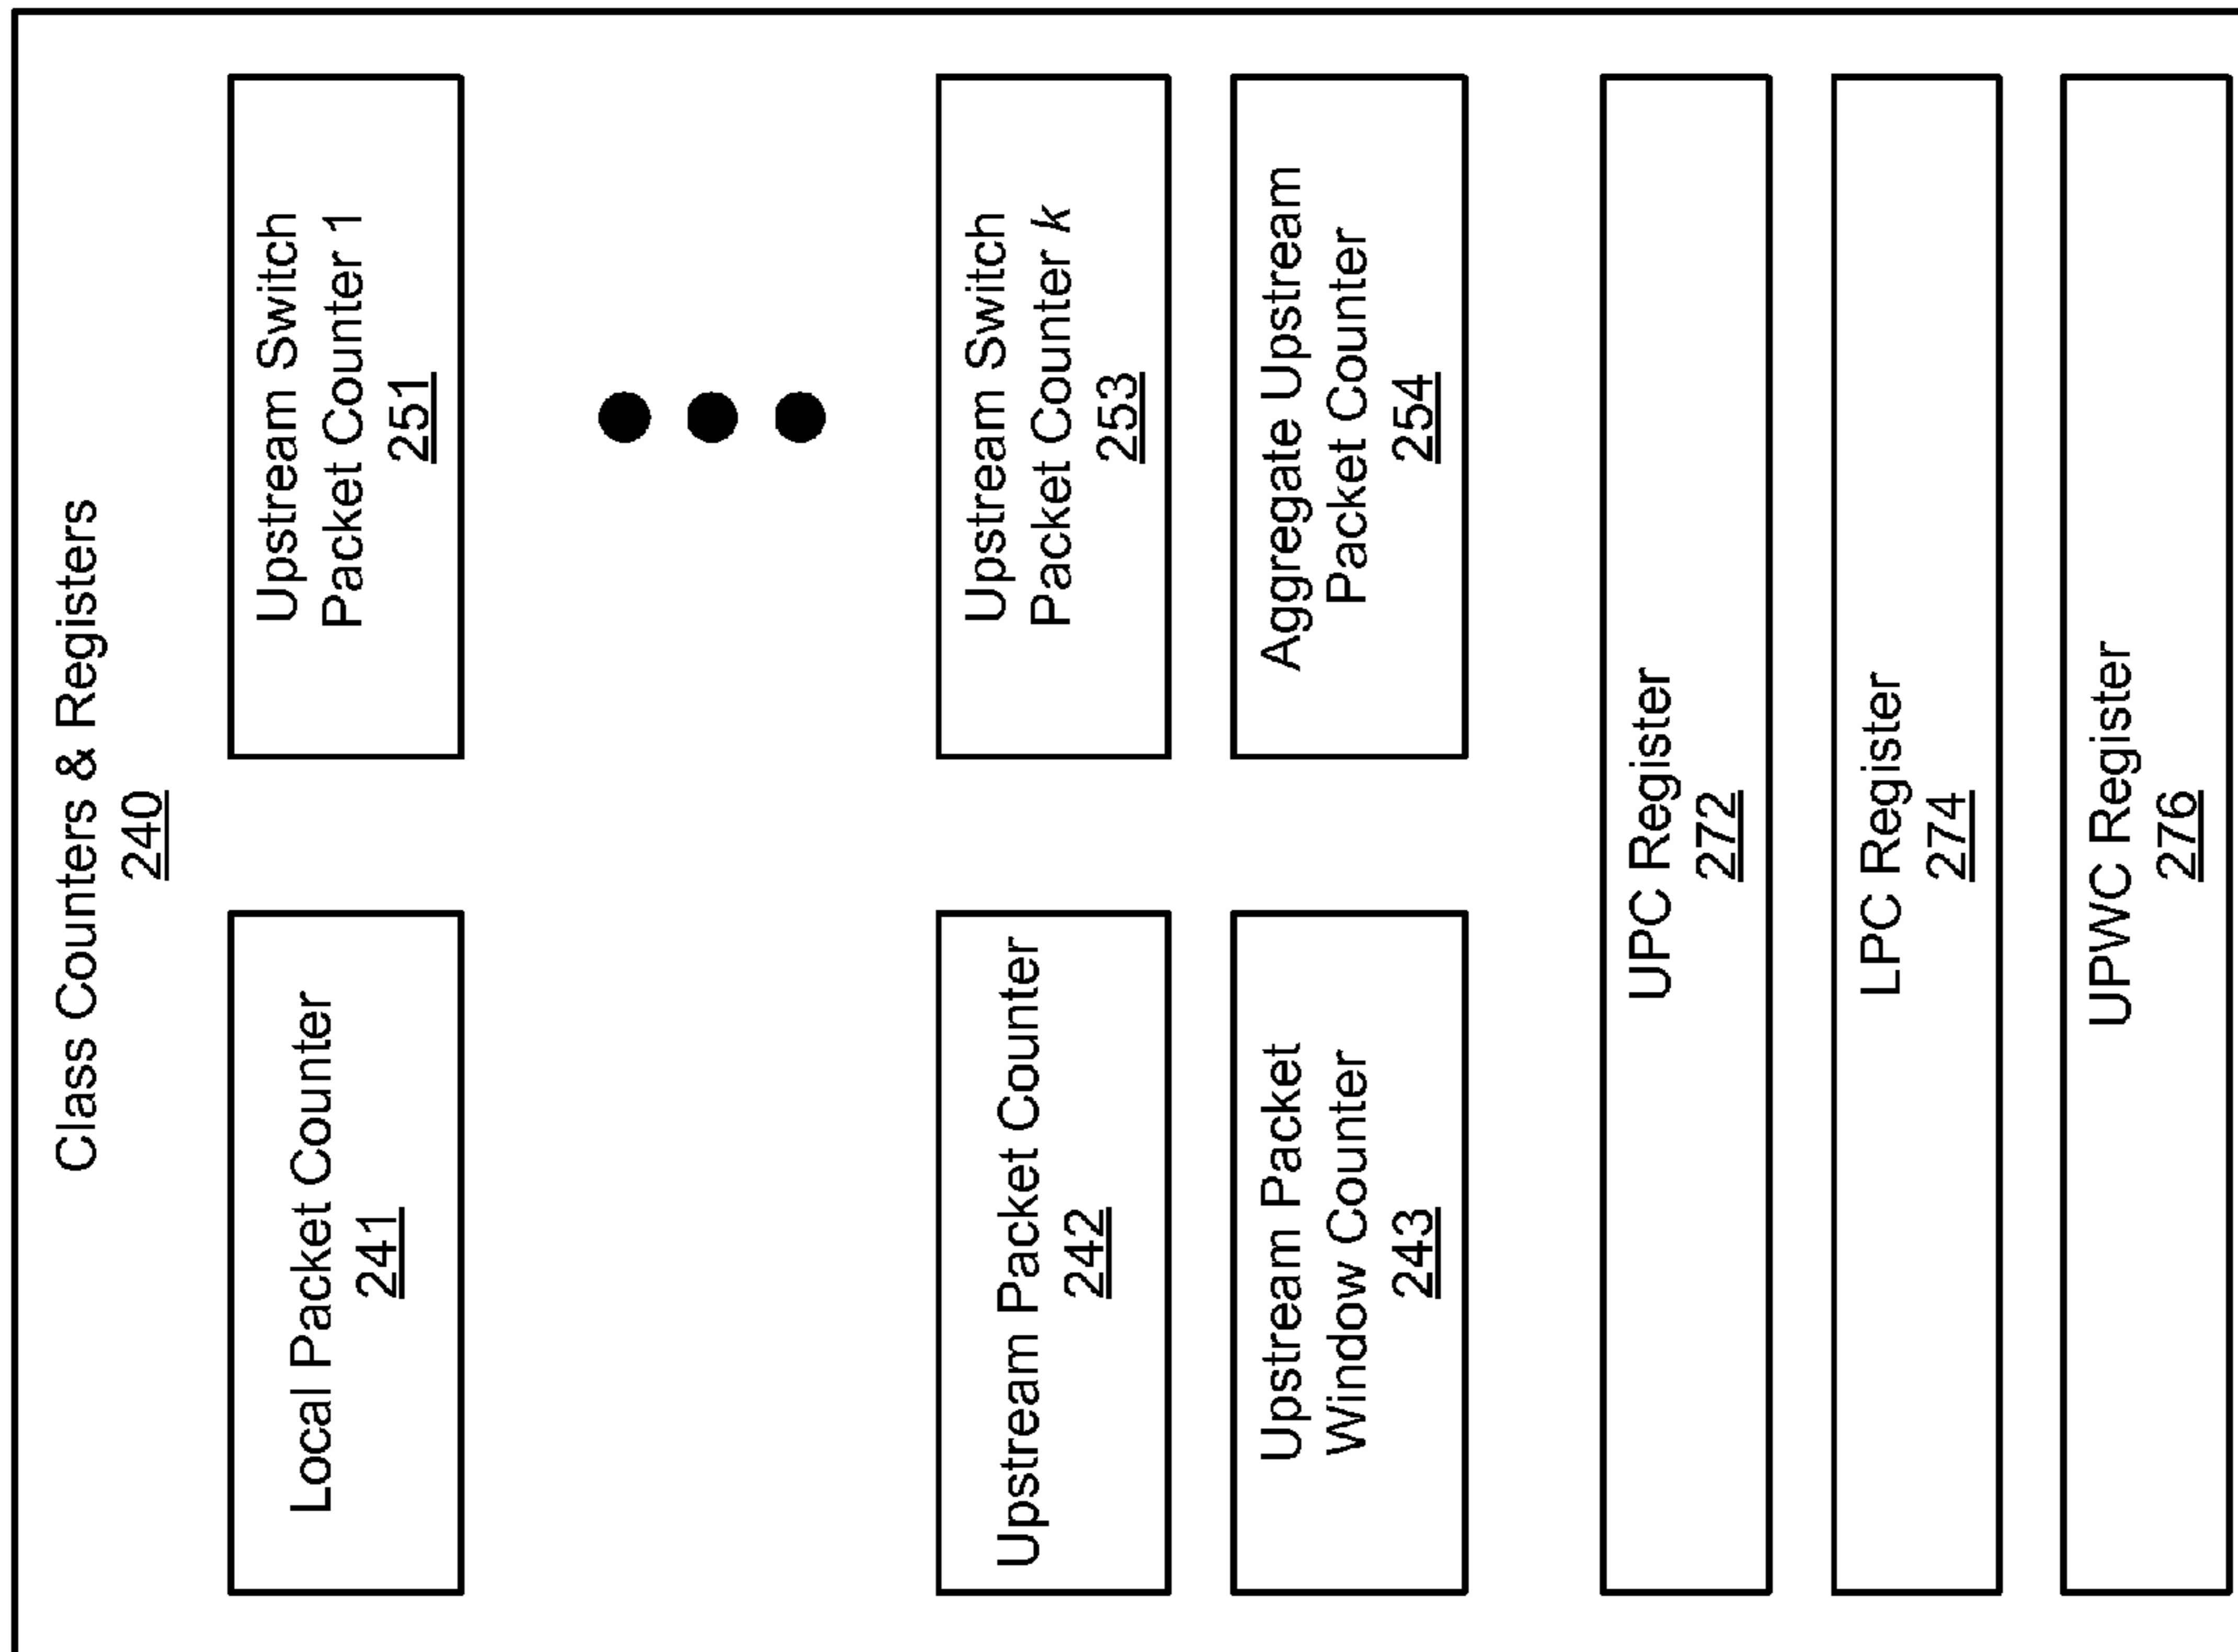 Class Counters & Registers
240
Local Packet Counter
241
Upstream Switch
Packet Counter 1
251
Upstream Packet Counter
242
Upstream Switch
Packet Counter k
253
Upstream Packet
Window Counter
243
Aggregate Upstream
Packet Counter
254
UPC Register
272
LPC Register
274
UPWC Register
276